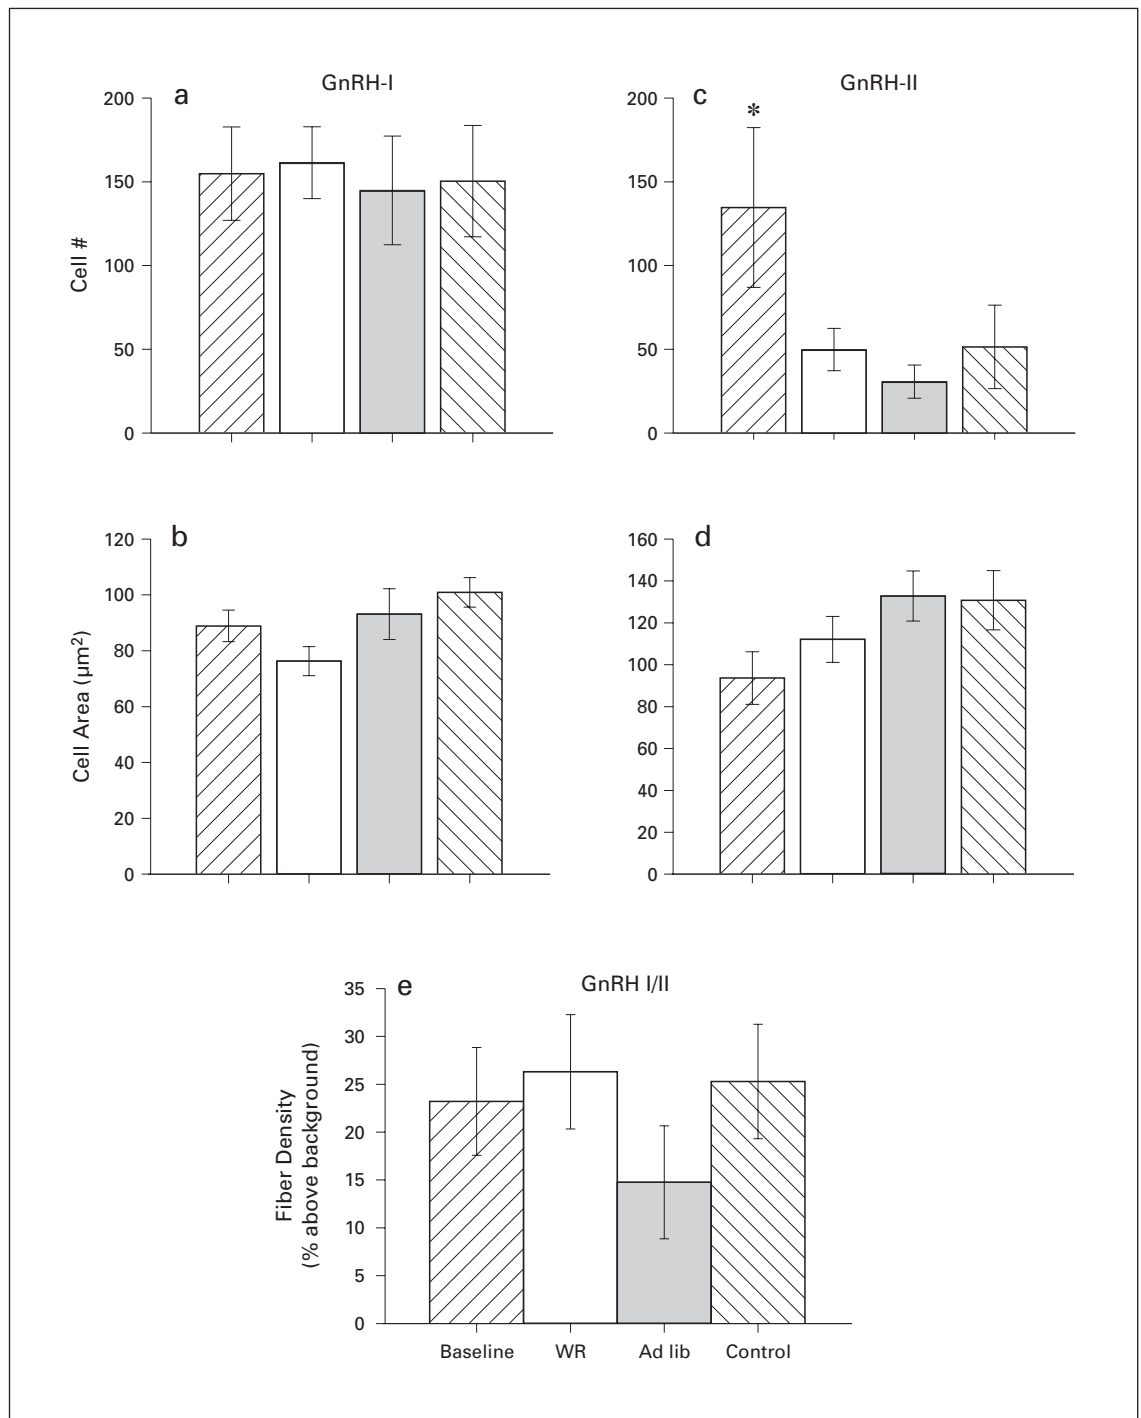 GnRH-I
a
200
150
100
50
0
Cell #
GnRH-II
c
*
200
150
100
50
0
b
120
100
80
60
40
20
0
Cell Area (μm²)
d
160
140
120
100
80
60
40
20
0
GnRH I/II
e
35
30
25
20
15
10
5
0
Fiber Density
(% above background)
Baseline WR Ad lib Control